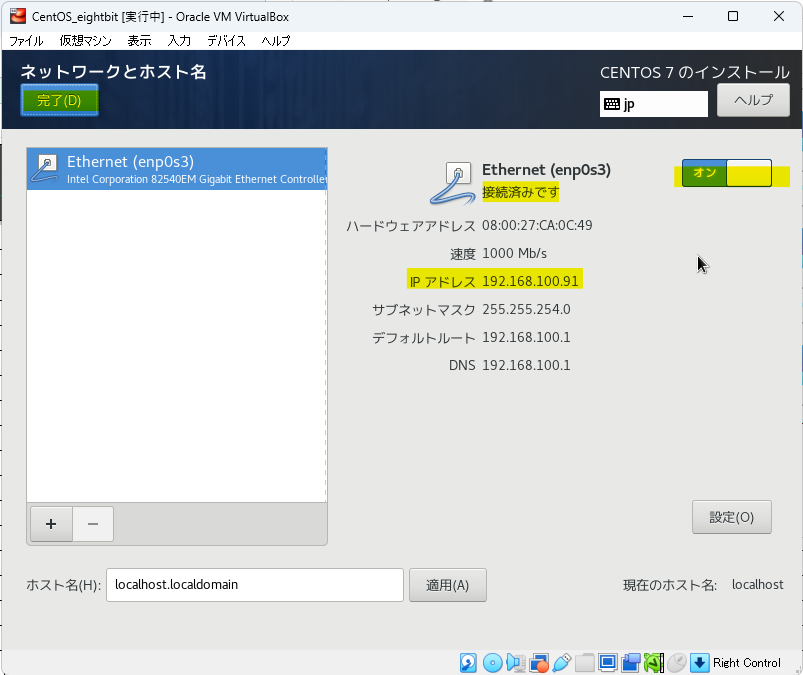 CentOS_eightbit [実行中] - Oracle VM VirtualBox
ファイル 仮想マシン 表示 入力 デバイス ヘルプ
ネットワークとホスト名
CENTOS 7 のインストール
完了(D)
jp
ヘルプ
Ethernet (enp0s3)
Intel Corporation 82540EM Gigabit Ethernet Controlle
Ethernet (enp0s3)
接続済みです
オン
ハードウェアアドレス 08:00:27:CA:0C:49
速度 1000 Mb/s
IP アドレス 192.168.100.91
サブネットマスク 255.255.254.0
デフォルトルート 192.168.100.1
DNS 192.168.100.1
+ −
設定(O)
ホスト名(H): localhost.localdomain 適用(A) 現在のホスト名: localhost
Right Control